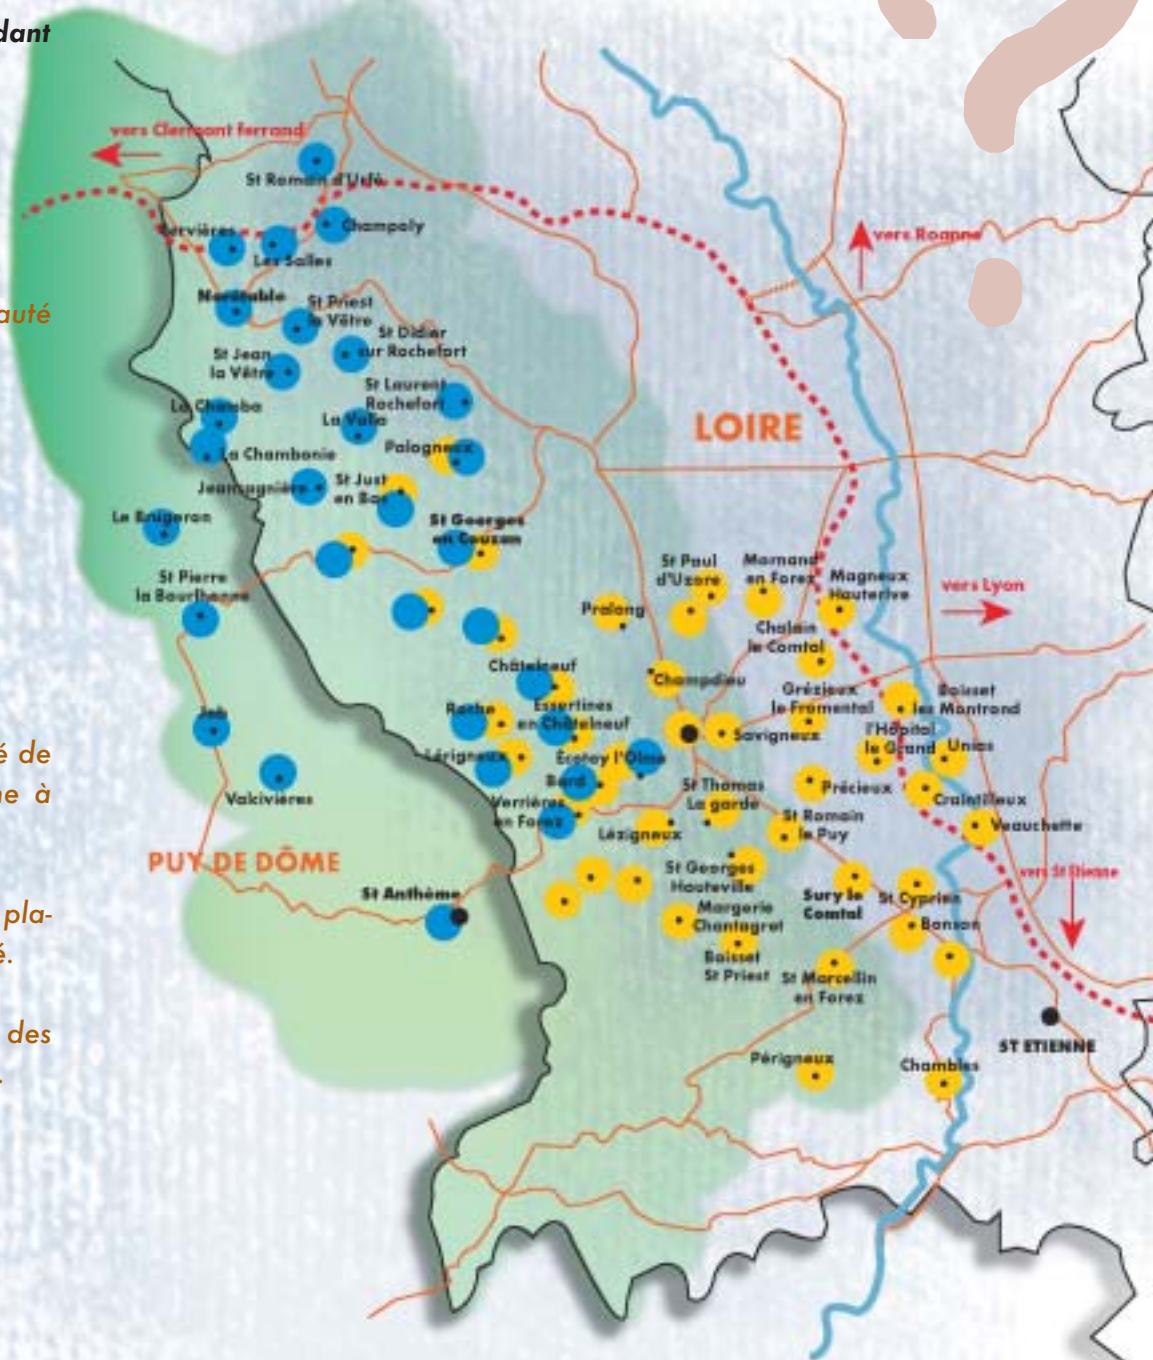 dant
auté
é de
ne à
pla-
é.
des
.
vers Clermont ferrand
St Romain d'Urfé
Champoly
Cervières
Les Salles
vers Roanne
Noirétable
St Priest
la Vêtre
St Didier
sur Rochefort
St Jean
la Vêtre
St Laurent
Rochefort
La Chamba
La Valla
LOIRE
La Chambonie
Palogneux
Jeansagnière
St Just
en Bas
Le Brugeron
St Georges
en Couzan
St Pierre
la Bourlhonne
St Paul
d'Uzore
Mornand
en Forez
Magneux
Hauterive
vers Lyon
Pralong
Chalain
le Comtal
Châtelneuf
Champdieu
Grézieux
le Fromental
Boisset
les Montrond
Roche
Essertines
en Châtelneuf
Savigneux
l'Hôpital
le Grand
Unias
Job
Lérigneux
Écotay l'Olme
Bard
St Thomas
La garde
Précieux
Craintilleux
Valcivières
Verrières
en Forez
Lézigneux
St Romain
le Puy
Veauchette
PUY DE DÔME
St Georges
Hauteville
vers St Etienne
St Anthème
Sury le
Comtal
St Cyprien
Margerie
Chantagret
Bonson
Boisset
St Priest
St Marcellin
en Forez
ST ETIENNE
Périgneux
Chambles